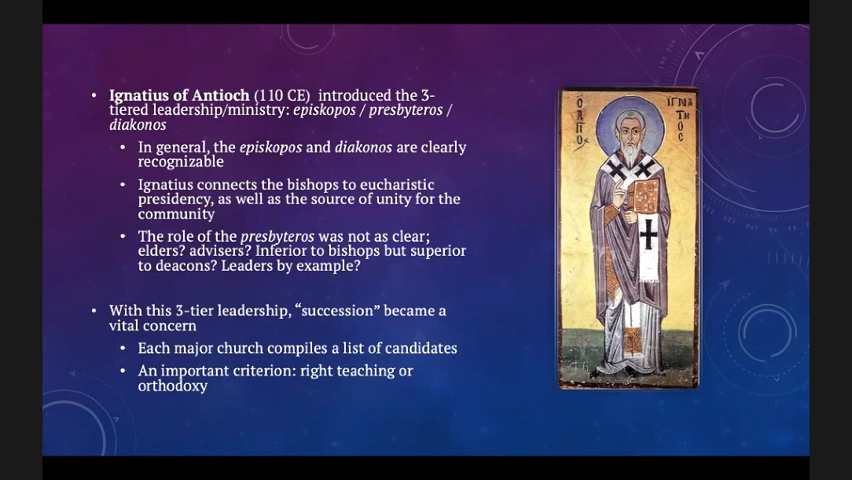 • Ignatius of Antioch (110 CE) introduced the 3-
tiered leadership/ministry: episkopos / presbyteros /
diakonos
• In general, the episkopos and diakonos are clearly
recognizable
• Ignatius connects the bishops to eucharistic
presidency, as well as the source of unity for the
community
• The role of the presbyteros was not as clear;
elders? advisers? Inferior to bishops but superior
to deacons? Leaders by example?
• With this 3-tier leadership, “succession” became a
vital concern
• Each major church compiles a list of candidates
• An important criterion: right teaching or
orthodoxy